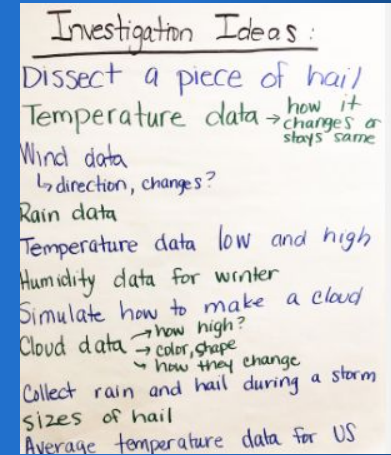 Investigation Ideas:
Dissect a piece of hail
Temperature data → how it
changes or
stays same
Wind data
↳ direction, changes?
Rain data
Temperature data low and high
Humidity data for winter
Simulate how to make a cloud
Cloud data → how high?
→ color, shape
→ how they change
Collect rain and hail during a storm
sizes of hail
Average temperature data for US